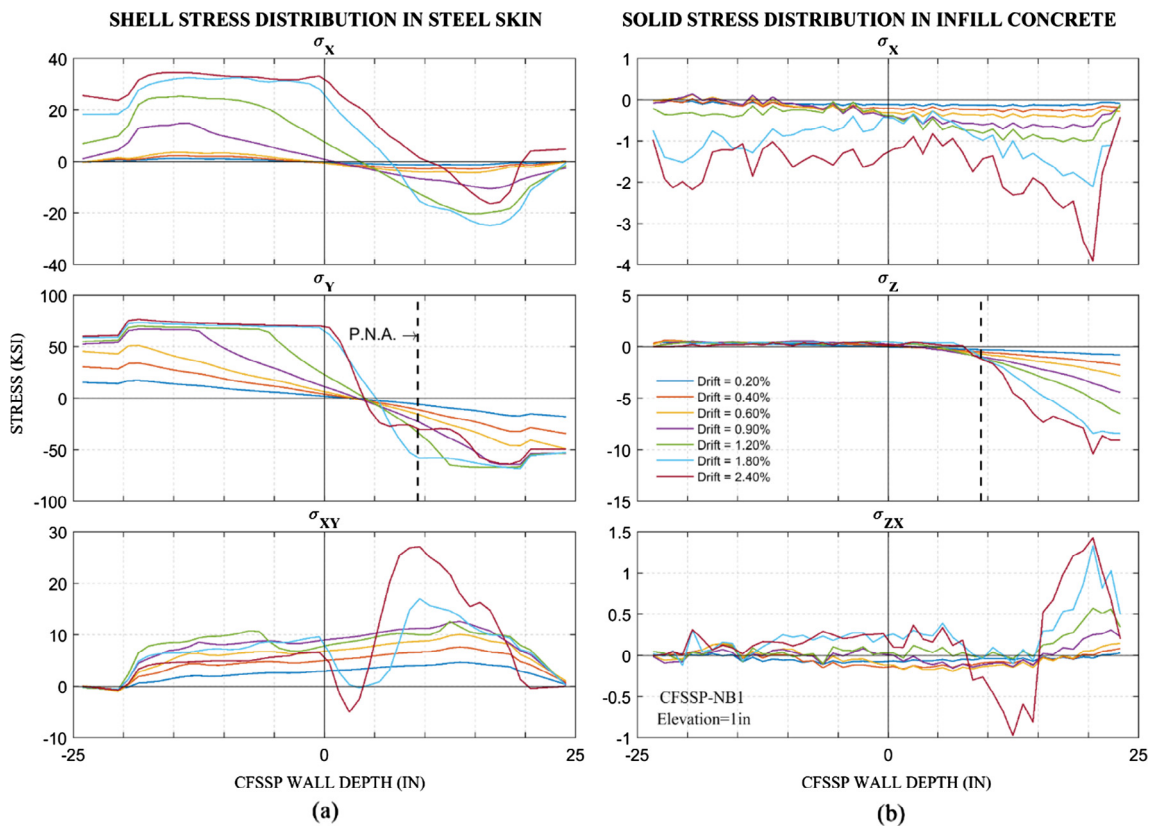 SHELL STRESS DISTRIBUTION IN STEEL SKIN
SOLID STRESS DISTRIBUTION IN INFILL CONCRETE
σX
40
20
0
-20
-40
σY
100
50
0
-50
-100
P.N.A. →
STRESS (KSI)
σXY
30
20
10
0
-10
-25
0
25
CFSSP WALL DEPTH (IN)
(a)
σX
1
0
-1
-2
-3
-4
σZ
5
0
-5
-10
-15
Drift = 0.20%
Drift = 0.40%
Drift = 0.60%
Drift = 0.90%
Drift = 1.20%
Drift = 1.80%
Drift = 2.40%
σZX
1.5
1
0.5
0
-0.5
-1
CFSSP-NB1
Elevation=1in
-25
0
25
CFSSP WALL DEPTH (IN)
(b)